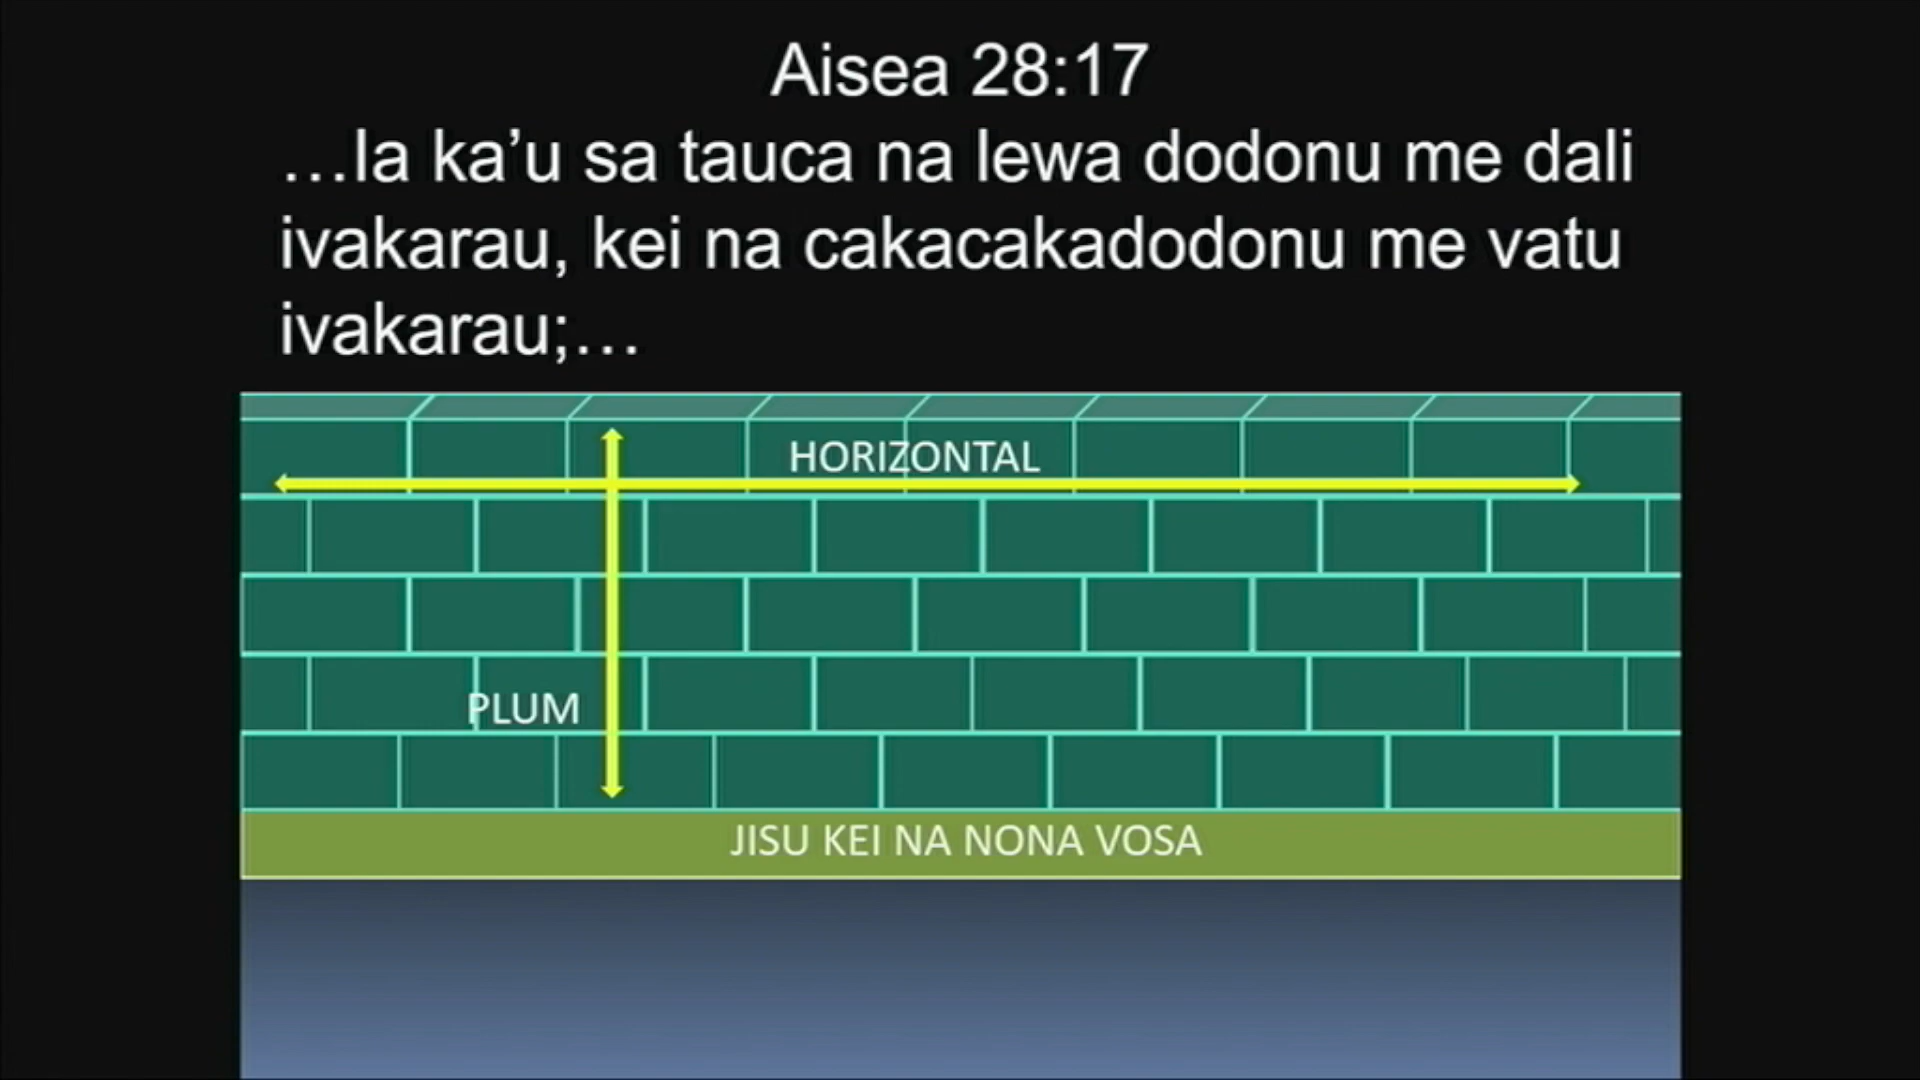 Aisea 28:17
…Ia ka’u sa tauca na lewa dodonu me dali
ivakarau, kei na cakacakadodonu me vatu
ivakarau;…
HORIZONTAL
PLUM
JISU KEI NA NONA VOSA